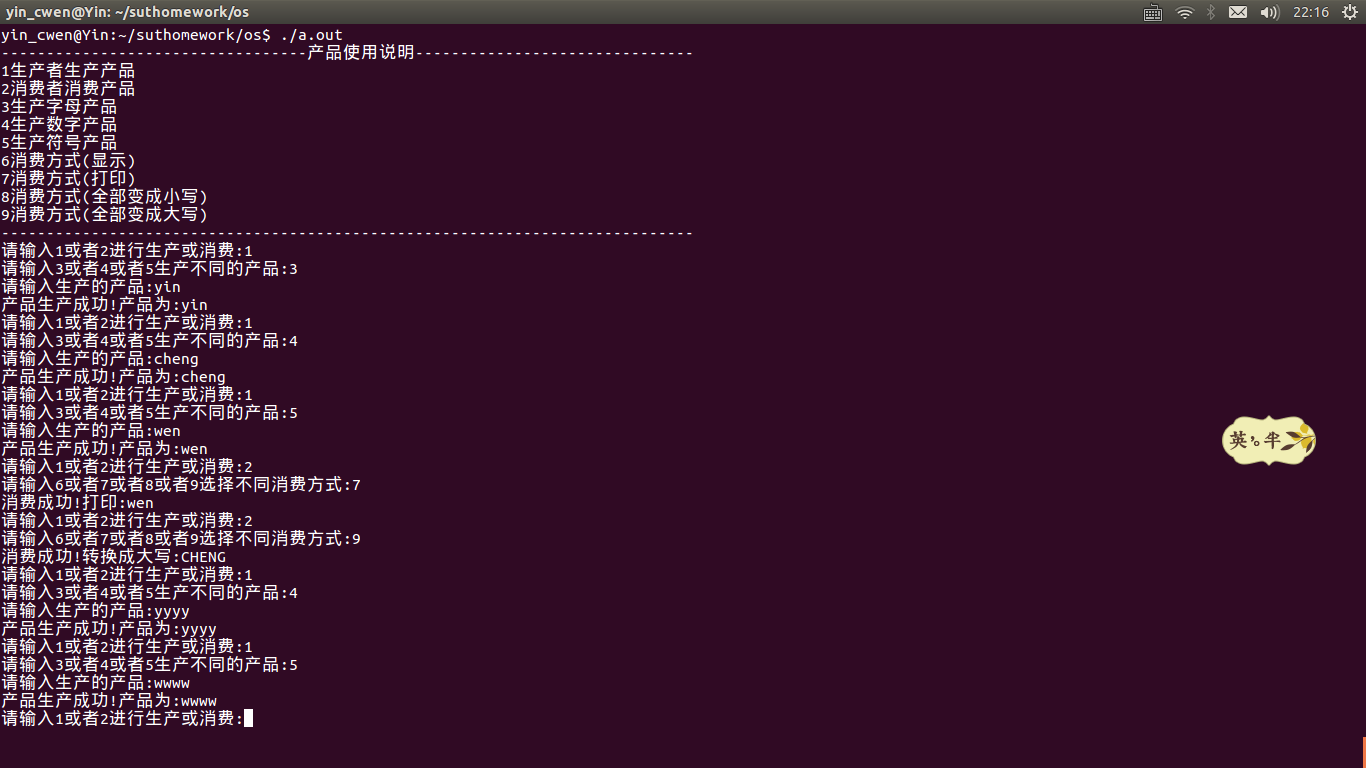 yin_cwen@Yin: ~/suthomework/os
22:16
yin_cwen@Yin:~/suthomework/os$ ./a.out
----------------------------------产品使用说明-------------------------------
1生产者生产产品
2消费者消费产品
3生产字母产品
4生产数字产品
5生产符号产品
6消费方式(显示)
7消费方式(打印)
8消费方式(全部变成小写)
9消费方式(全部变成大写)
-----------------------------------------------------------------------------
请输入1或者2进行生产或消费:1
请输入3或者4或者5生产不同的产品:3
请输入生产的产品:yin
产品生产成功!产品为:yin
请输入1或者2进行生产或消费:1
请输入3或者4或者5生产不同的产品:4
请输入生产的产品:cheng
产品生产成功!产品为:cheng
请输入1或者2进行生产或消费:1
请输入3或者4或者5生产不同的产品:5
请输入生产的产品:wen
产品生产成功!产品为:wen
请输入1或者2进行生产或消费:2
请输入6或者7或者8或者9选择不同消费方式:7
消费成功!打印:wen
请输入1或者2进行生产或消费:2
请输入6或者7或者8或者9选择不同消费方式:9
消费成功!转换成大写:CHENG
请输入1或者2进行生产或消费:1
请输入3或者4或者5生产不同的产品:4
请输入生产的产品:yyyy
产品生产成功!产品为:yyyy
请输入1或者2进行生产或消费:1
请输入3或者4或者5生产不同的产品:5
请输入生产的产品:wwww
产品生产成功!产品为:wwww
请输入1或者2进行生产或消费:
英 半